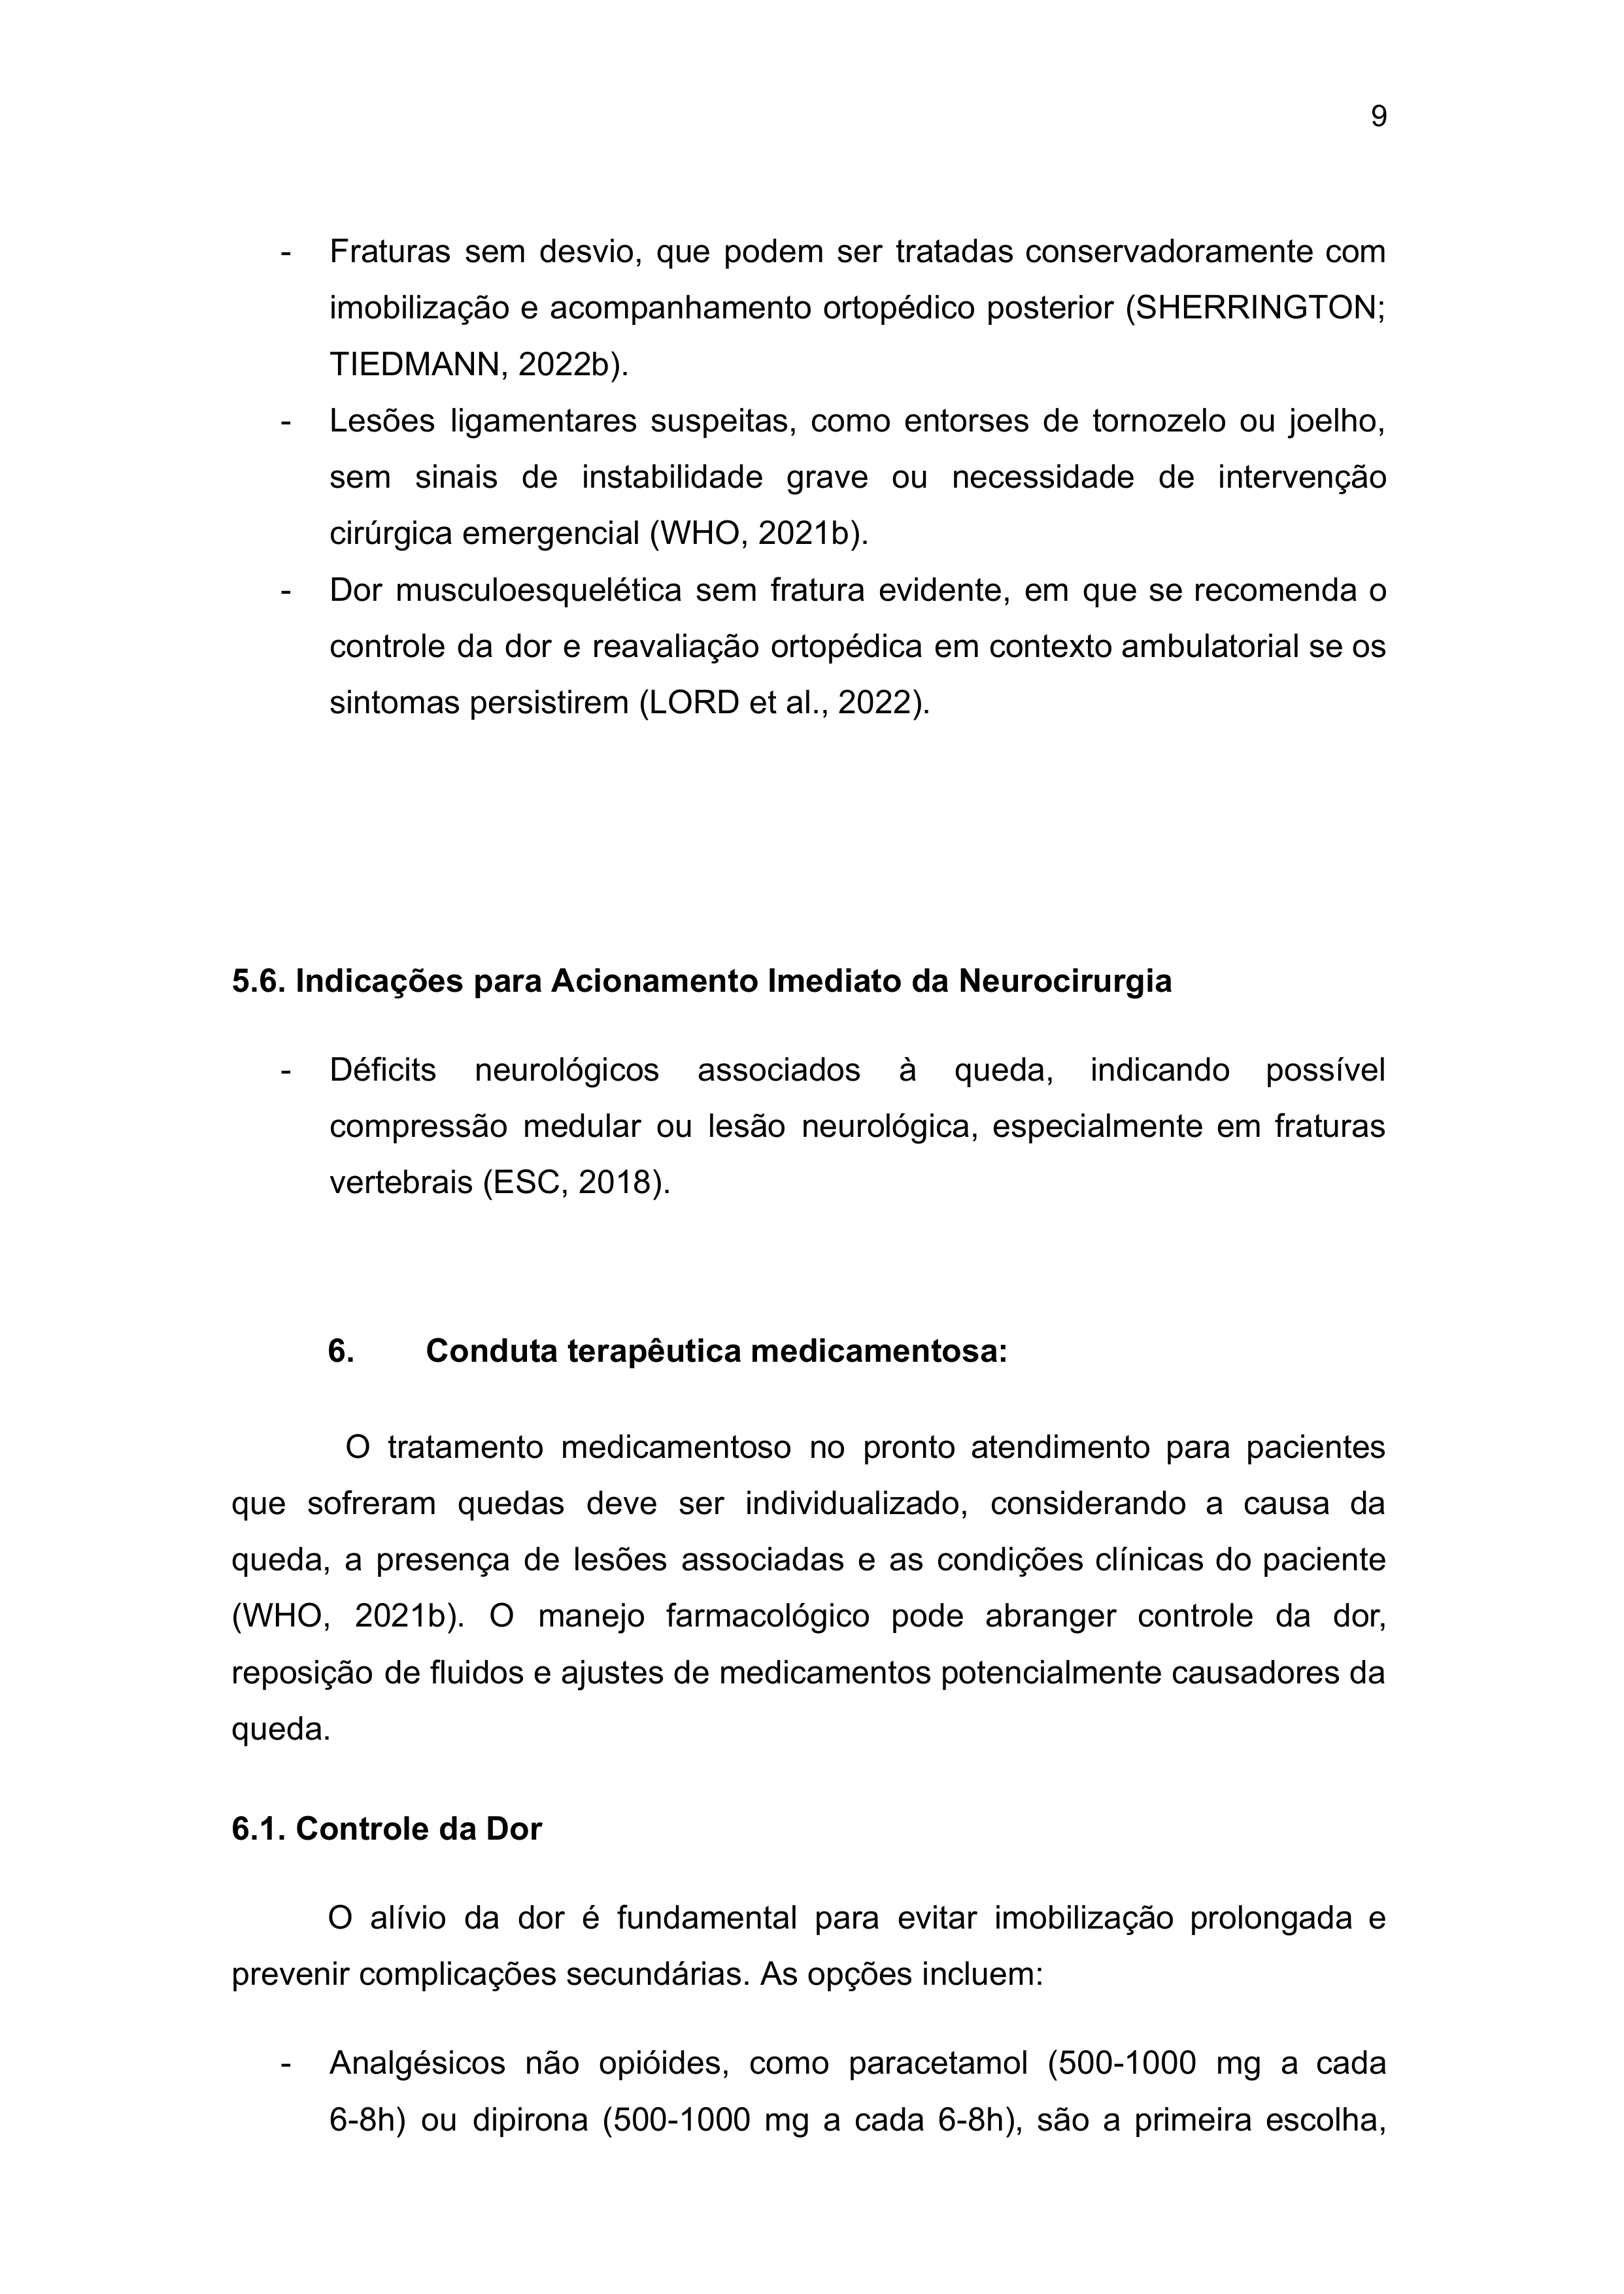 9
- Fraturas sem desvio, que podem ser tratadas conservadoramente com
imobilização e acompanhamento ortopédico posterior (SHERRINGTON;
TIEDMANN, 2022b).
- Lesões ligamentares suspeitas, como entorses de tornozelo ou joelho,
sem sinais de instabilidade grave ou necessidade de intervenção
cirúrgica emergencial (WHO, 2021b).
- Dor musculoesquelética sem fratura evidente, em que se recomenda o
controle da dor e reavaliação ortopédica em contexto ambulatorial se os
sintomas persistirem (LORD et al., 2022).
5.6. Indicações para Acionamento Imediato da Neurocirurgia
- Déficits neurológicos associados à queda, indicando possível
compressão medular ou lesão neurológica, especialmente em fraturas
vertebrais (ESC, 2018).
6. Conduta terapêutica medicamentosa:
O tratamento medicamentoso no pronto atendimento para pacientes
que sofreram quedas deve ser individualizado, considerando a causa da
queda, a presença de lesões associadas e as condições clínicas do paciente
(WHO, 2021b). O manejo farmacológico pode abranger controle da dor,
reposição de fluidos e ajustes de medicamentos potencialmente causadores da
queda.
6.1. Controle da Dor
O alívio da dor é fundamental para evitar imobilização prolongada e
prevenir complicações secundárias. As opções incluem:
- Analgésicos não opióides, como paracetamol (500-1000 mg a cada
6-8h) ou dipirona (500-1000 mg a cada 6-8h), são a primeira escolha,